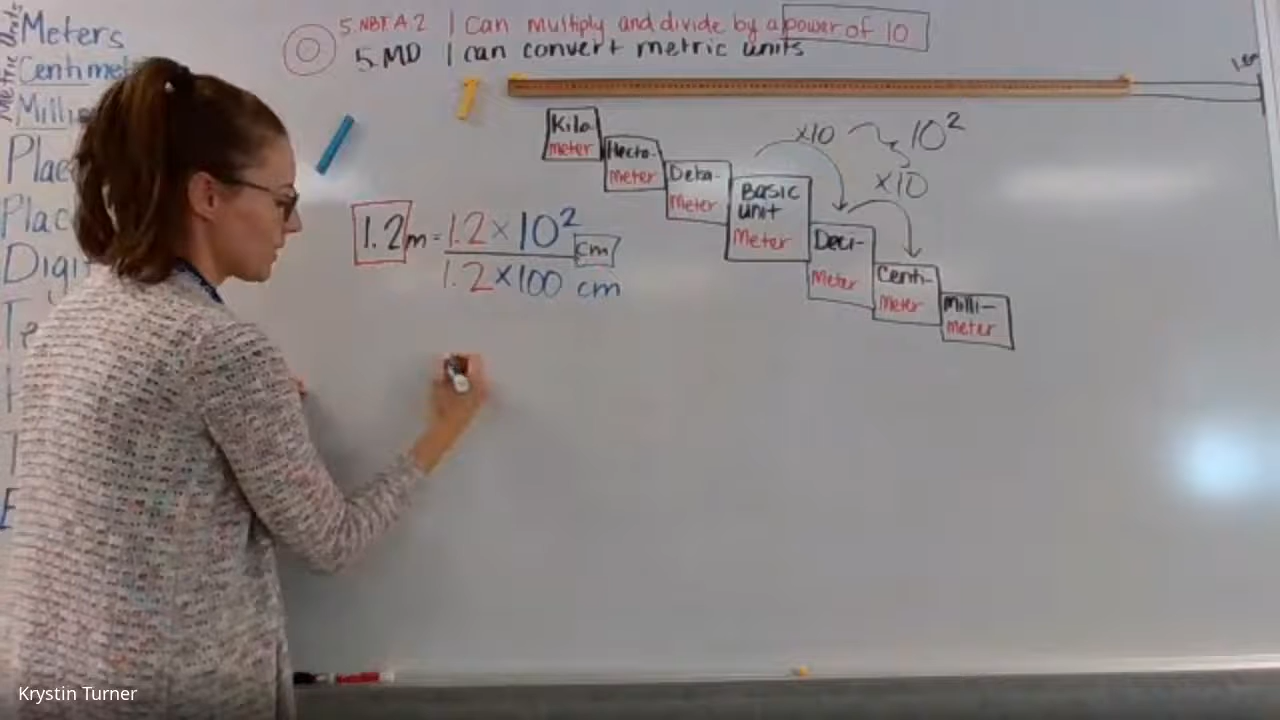 Metric Units
Meters
Centimet
Milli
Plac
Plac
Digi
Te
5.NBT.A.2 I Can multiply and divide by a power of 10
5.MD I can convert metric units
Kilo-
meter
Hecto-
meter
Deka-
Meter
Basic
unit
Meter
Deci-
Meter
Centi-
Meter
Milli-
meter
x10
10²
x10
1.2m = 1.2 x 10² cm
1.2 x 100 cm
Krystin Turner